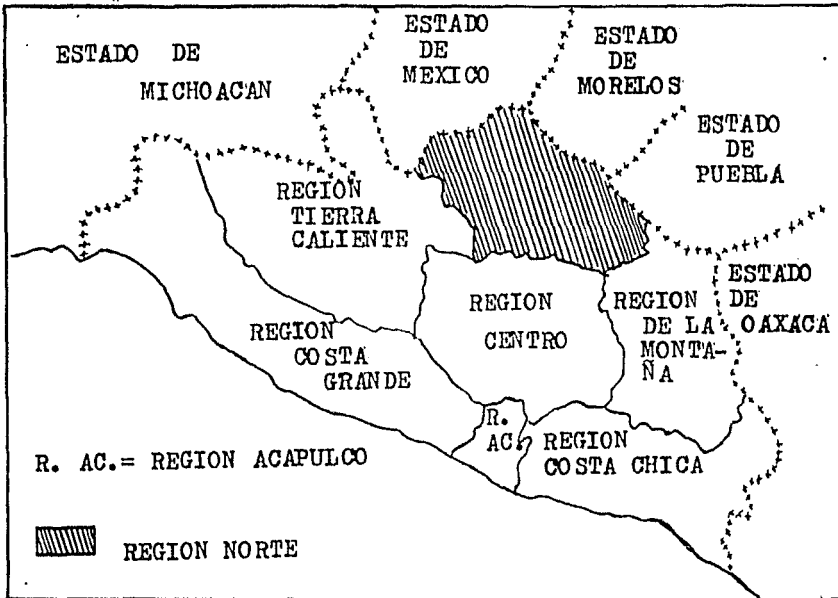 ESTADO DE
MICHOACAN
ESTADO
DE
MEXICO
ESTADO
DE
MORELOS
ESTADO
DE
PUEBLA
REGION
TIERRA
CALIENTE
REGION
CENTRO
REGION
DE LA
MONTA-
ÑA
ESTADO
DE
OAXACA
REGION
COSTA
GRANDE
R.
AC.
REGION
COSTA CHICA
R. AC.= REGION ACAPULCO
REGION NORTE